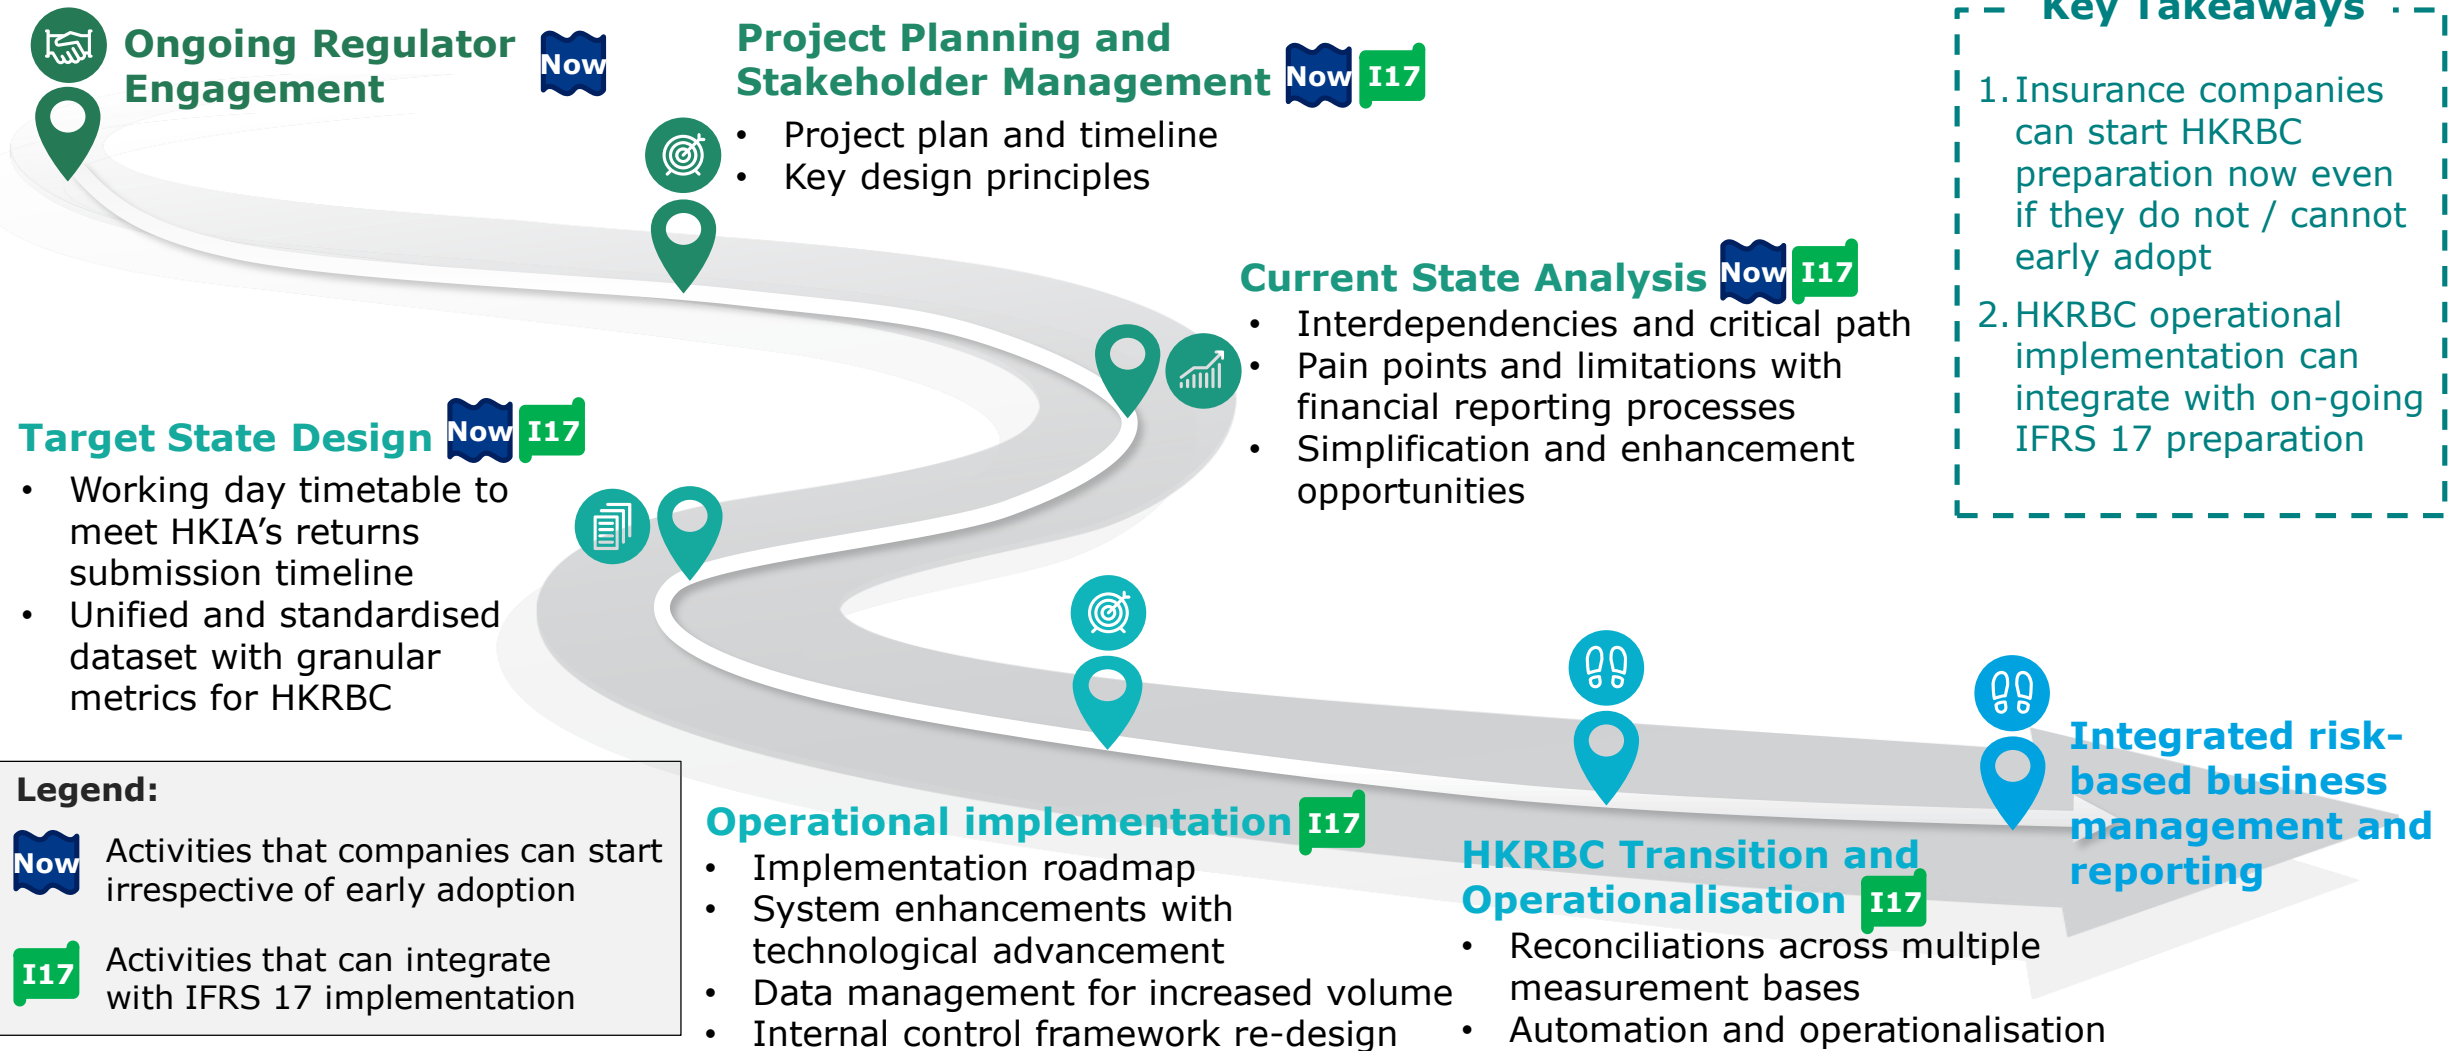 Ongoing Regulator
Engagement
Now
Project Planning and
Stakeholder Management
Now
I17
• Project plan and timeline
• Key design principles
Key Takeaways
1. Insurance companies
can start HKRBC
preparation now even
if they do not / cannot
early adopt
2. HKRBC operational
implementation can
integrate with on-going
IFRS 17 preparation
Current State Analysis
Now
I17
• Interdependencies and critical path
• Pain points and limitations with
financial reporting processes
• Simplification and enhancement
opportunities
Target State Design
Now
I17
• Working day timetable to
meet HKIA’s returns
submission timeline
• Unified and standardised
dataset with granular
metrics for HKRBC
Legend:
Now
Activities that companies can start
irrespective of early adoption
I17
Activities that can integrate
with IFRS 17 implementation
Operational implementation
I17
• Implementation roadmap
• System enhancements with
technological advancement
• Data management for increased volume
• Internal control framework re-design
HKRBC Transition and
Operationalisation
I17
• Reconciliations across multiple
measurement bases
• Automation and operationalisation
Integrated risk-
based business
management and
reporting